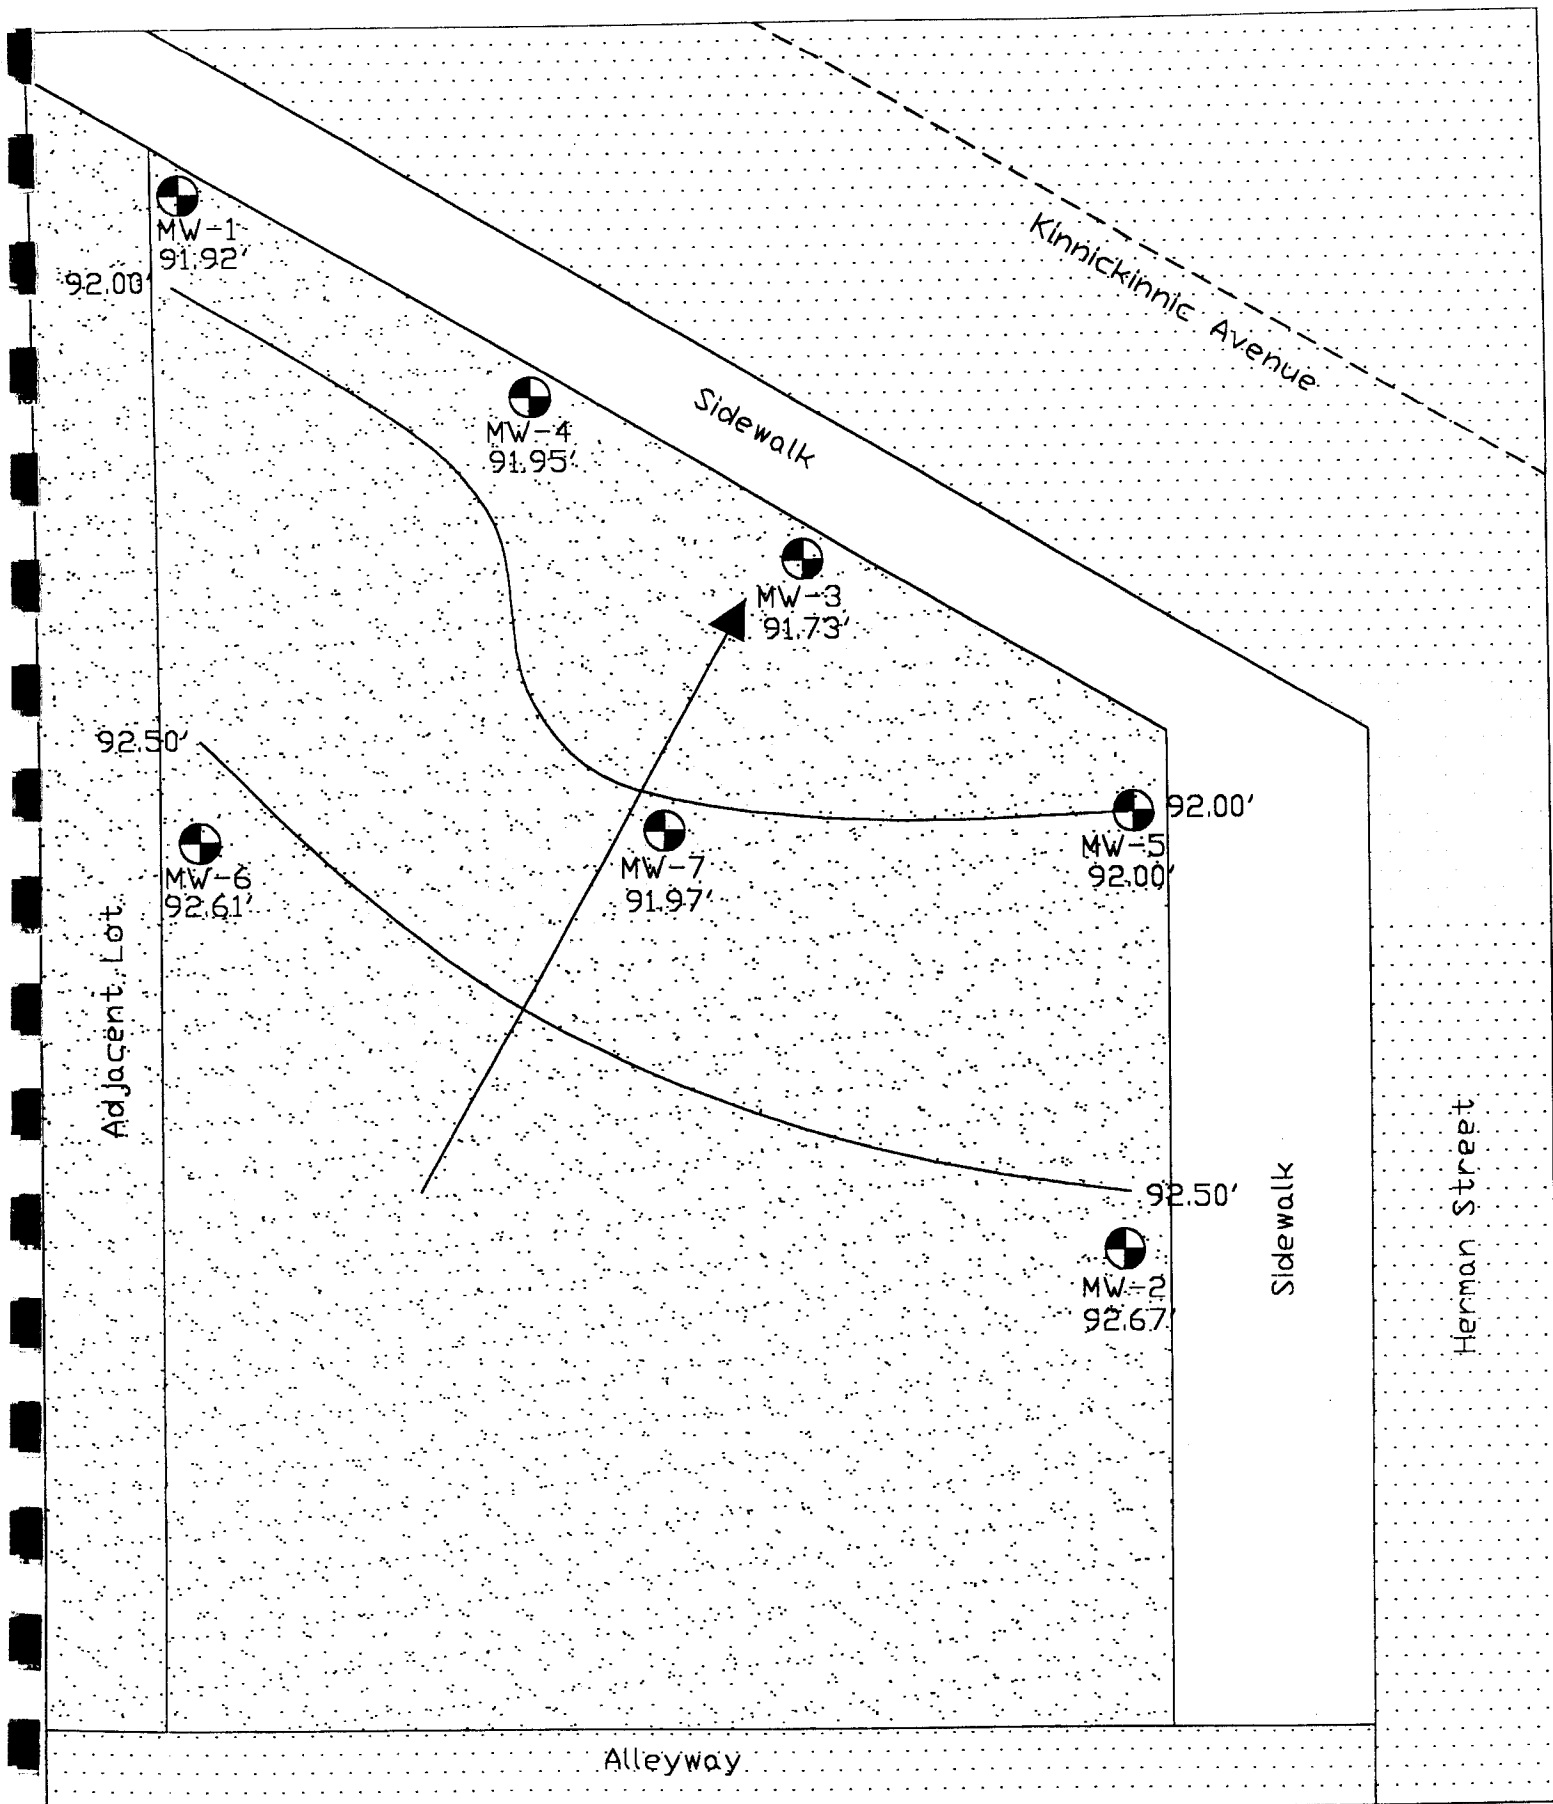 MW-1
91.92'
92.00'
Kinnickinnic Avenue
Sidewalk
MW-4
91.95'
MW-3
91.73'
92.50'
92.00'
MW-5
92.00'
MW-7
91.97'
MW-6
92.61'
Adjacent Lot
92.50'
MW-2
92.67'
Sidewalk
Herman Street
Alleyway